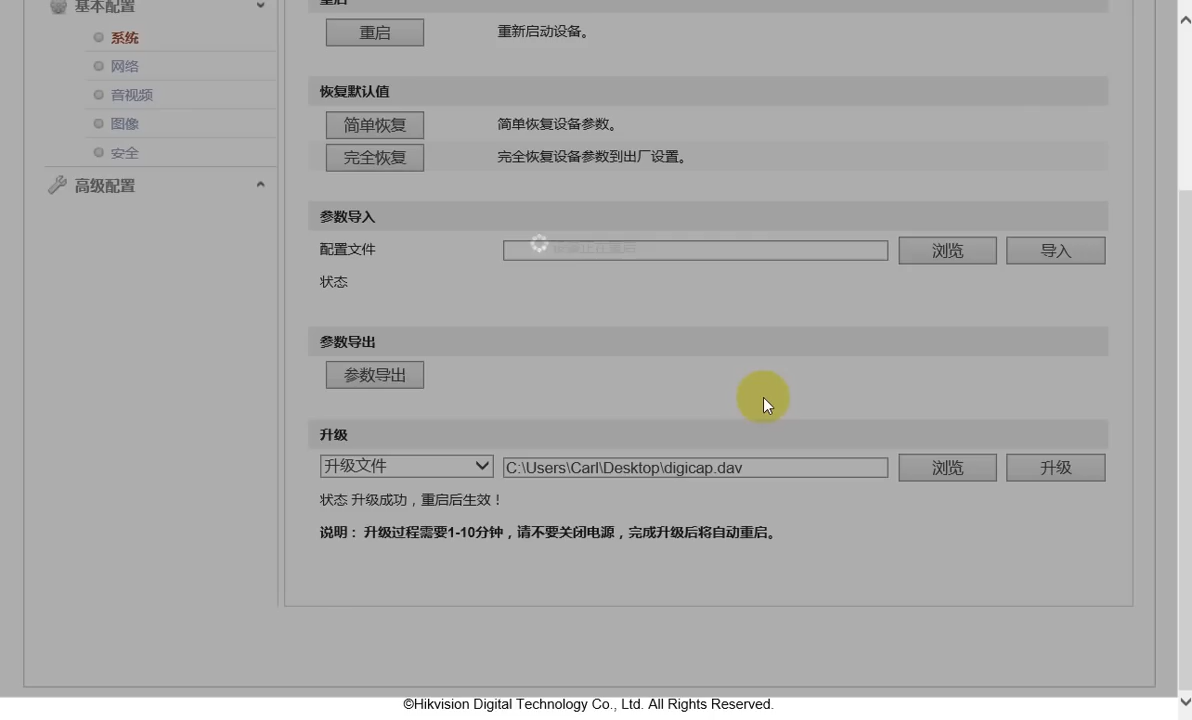 基本配置
系统
网络
音视频
图像
安全
高级配置
重启
重启
重新启动设备。
恢复默认值
简单恢复
简单恢复设备参数。
完全恢复
完全恢复设备参数到出厂设置。
参数导入
配置文件
浏览
导入
状态
参数导出
参数导出
升级
升级文件
C:\Users\Carl\Desktop\digicap.dav
浏览
升级
状态 升级成功，重启后生效！
说明： 升级过程需要1-10分钟，请不要关闭电源，完成升级后将自动重启。
©Hikvision Digital Technology Co., Ltd. All Rights Reserved.